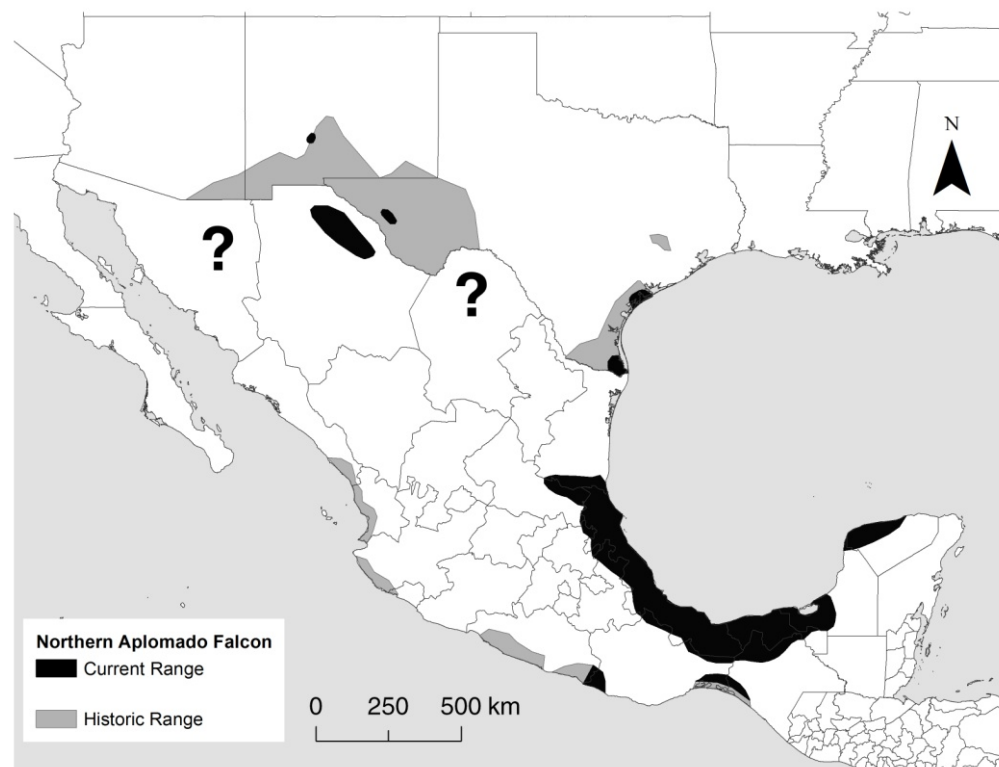 N
?
?
Northern Aplomado Falcon
Current Range
Historic Range
0 250 500 km